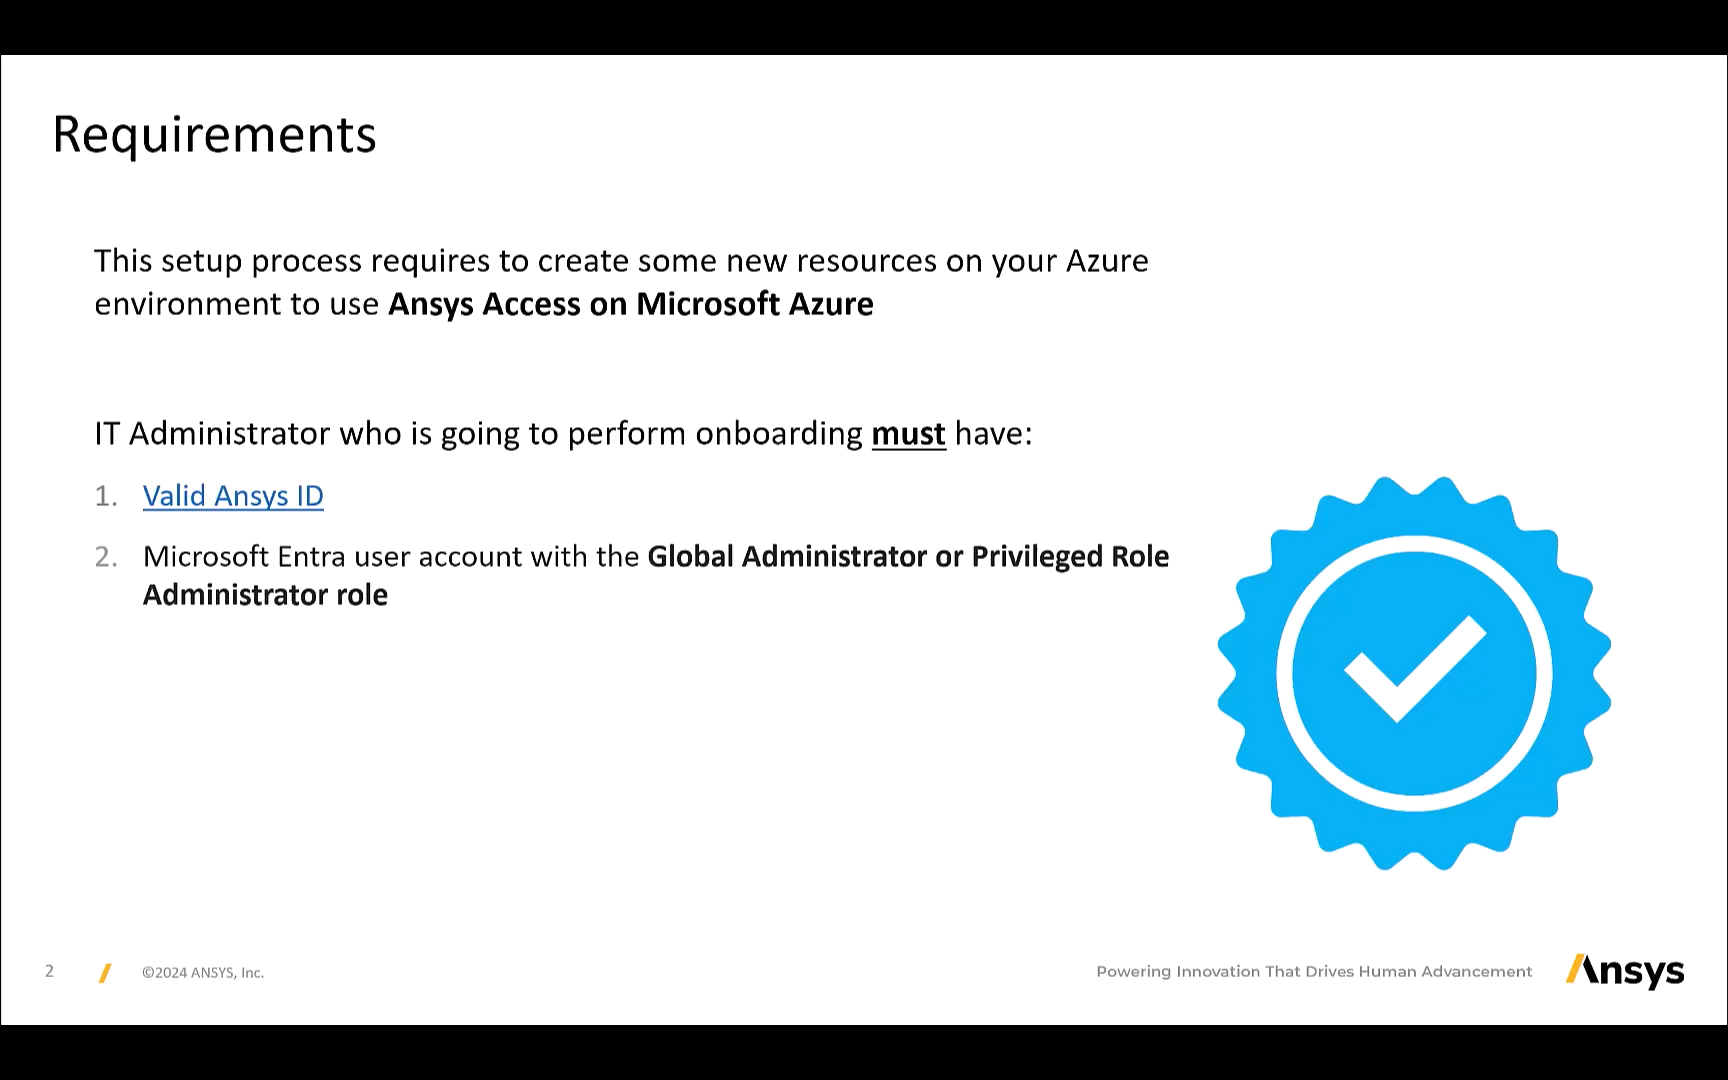 Requirements
This setup process requires to create some new resources on your Azure
environment to use Ansys Access on Microsoft Azure
IT Administrator who is going to perform onboarding must have:
1. Valid Ansys ID
2. Microsoft Entra user account with the Global Administrator or Privileged Role
Administrator role
2
©2024 ANSYS, Inc.
Powering Innovation That Drives Human Advancement
Ansys